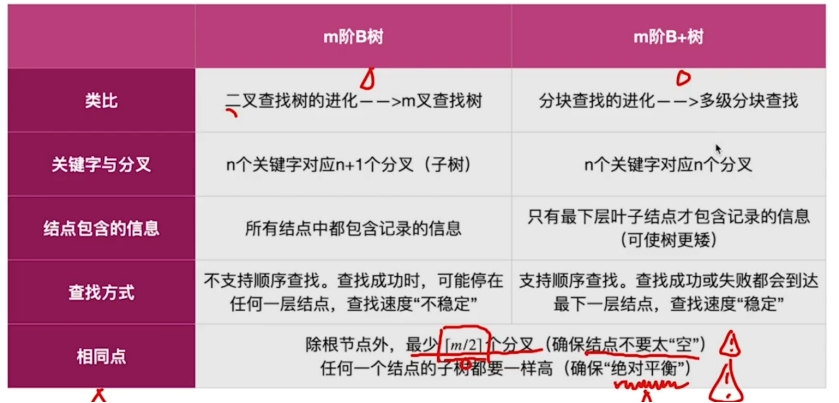 m阶B树 m阶B+树
类比 二叉查找树的进化——>m叉查找树 分块查找的进化——>多级分块查找
关键字与分叉 n个关键字对应n+1个分叉（子树） n个关键字对应n个分叉
结点包含的信息 所有结点中都包含记录的信息 只有最下层叶子结点才包含记录的信息
（可使树更矮）
查找方式 不支持顺序查找。查找成功时，可能停在
任何一层结点，查找速度“不稳定”
支持顺序查找。查找成功或失败都会到达
最下一层结点，查找速度“稳定”
相同点 除根节点外，最少⌈m/2⌉个分叉（确保结点不要太“空”）
任何一个结点的子树都要一样高（确保“绝对平衡”）